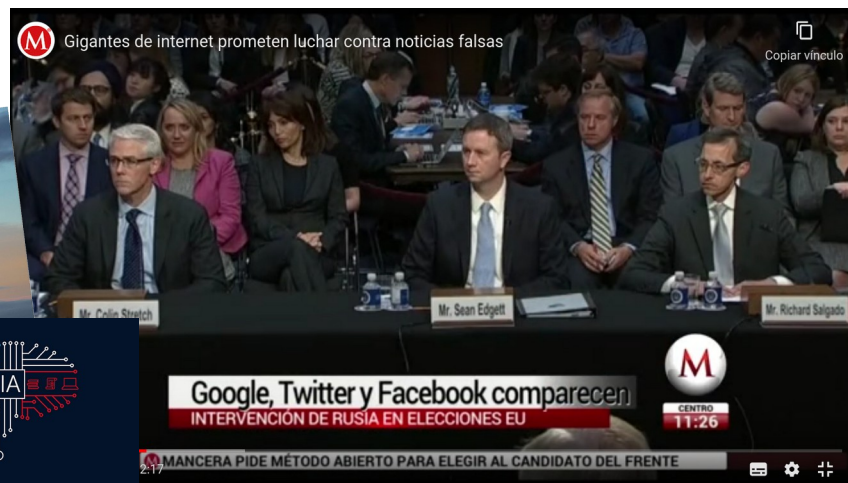 M Gigantes de internet prometen luchar contra noticias falsas
Copiar vínculo
Mr. Colin Stretch
Mr. Sean Edgett
Mr. Richard Salgado
IA
M
Google, Twitter y Facebook comparecen
INTERVENCIÓN DE RUSIA EN ELECCIONES EU
CENTRO
11:26
2:17
MANCERA PIDE MÉTODO ABIERTO PARA ELEGIR AL CANDIDATO DEL FRENTE